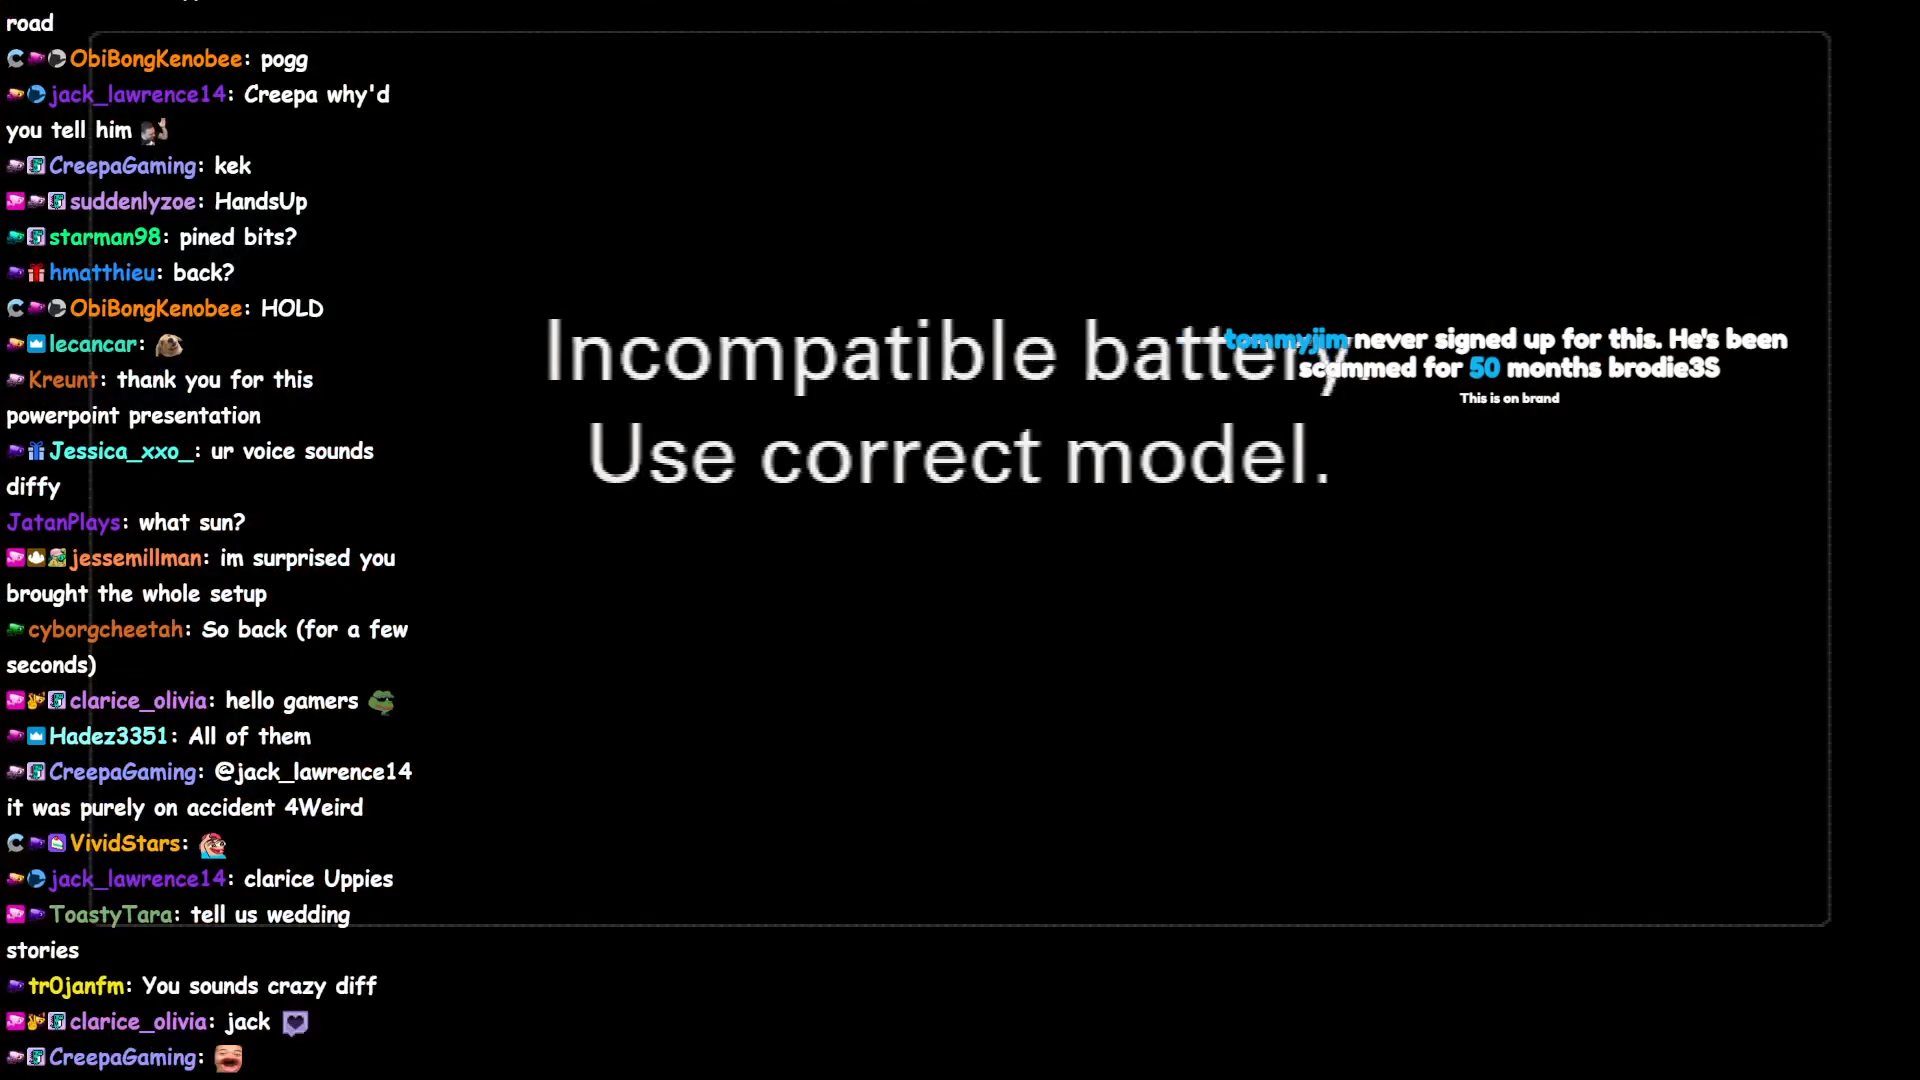 road
ObiBongKenobee: pogg
jack_lawrence14: Creepa why'd
you tell him
CreepaGaming: kek
suddenlyzoe: HandsUp
starman98: pined bits?
hmatthieu: back?
ObiBongKenobee: HOLD
lecancar:
Kreunt: thank you for this
powerpoint presentation
Jessica_xxo_: ur voice sounds
diffy
JatanPlays: what sun?
jessemillman: im surprised you
brought the whole setup
cyborgcheetah: So back (for a few
seconds)
clarice_olivia: hello gamers
Hadez3351: All of them
CreepaGaming: @jack_lawrence14
it was purely on accident 4Weird
VividStars:
jack_lawrence14: clarice Uppies
ToastyTara: tell us wedding
stories
tr0janfm: You sounds crazy diff
clarice_olivia: jack
CreepaGaming:
Incompatible battery.
Use correct model.
tommyjim never signed up for this. He's been
scammed for 50 months brodie3S
This is on brand